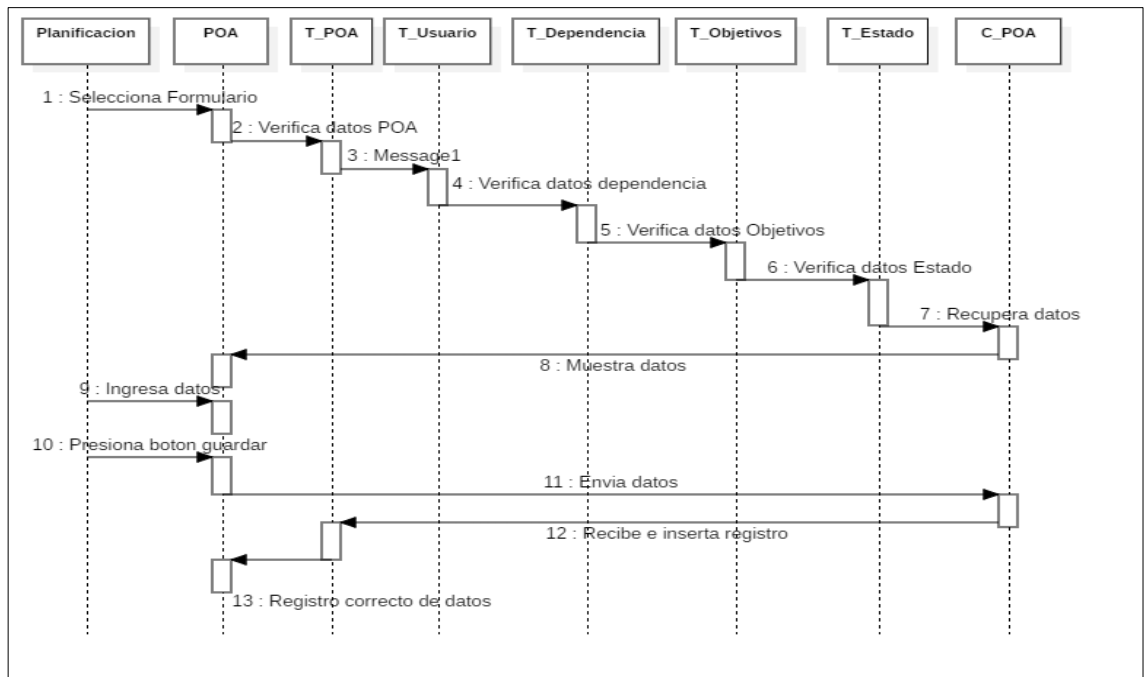 Planificacion
POA
T_POA
T_Usuario
T_Dependencia
T_Objetivos
T_Estado
C_POA
1 : Selecciona Formulario
2 : Verifica datos POA
3 : Message1
4 : Verifica datos dependencia
5 : Verifica datos Objetivos
6 : Verifica datos Estado
7 : Recupera datos
8 : Muestra datos
9 : Ingresa datos
10 : Presiona boton guardar
11 : Envia datos
12 : Recibe e inserta registro
13 : Registro correcto de datos